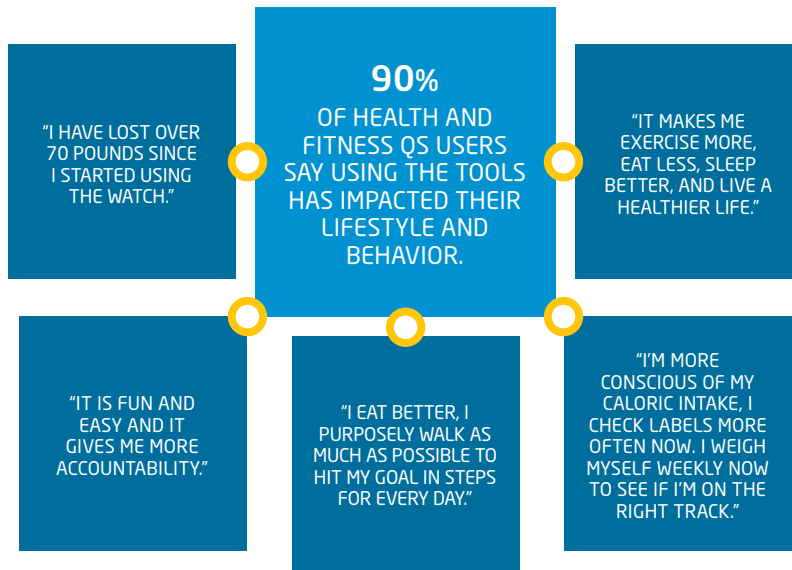 90%
OF HEALTH AND
FITNESS QS USERS
SAY USING THE TOOLS
HAS IMPACTED THEIR
LIFESTYLE AND
BEHAVIOR.
“I HAVE LOST OVER
70 POUNDS SINCE
I STARTED USING
THE WATCH.”
“IT MAKES ME
EXERCISE MORE,
EAT LESS, SLEEP
BETTER, AND LIVE A
HEALTHIER LIFE.”
“IT IS FUN AND
EASY AND IT
GIVES ME MORE
ACCOUNTABILITY.”
“I EAT BETTER, I
PURPOSELY WALK AS
MUCH AS POSSIBLE TO
HIT MY GOAL IN STEPS
FOR EVERY DAY.”
“I’M MORE
CONSCIOUS OF MY
CALORIC INTAKE, I
CHECK LABELS MORE
OFTEN NOW. I WEIGH
MYSELF WEEKLY NOW
TO SEE IF I’M ON THE
RIGHT TRACK.”